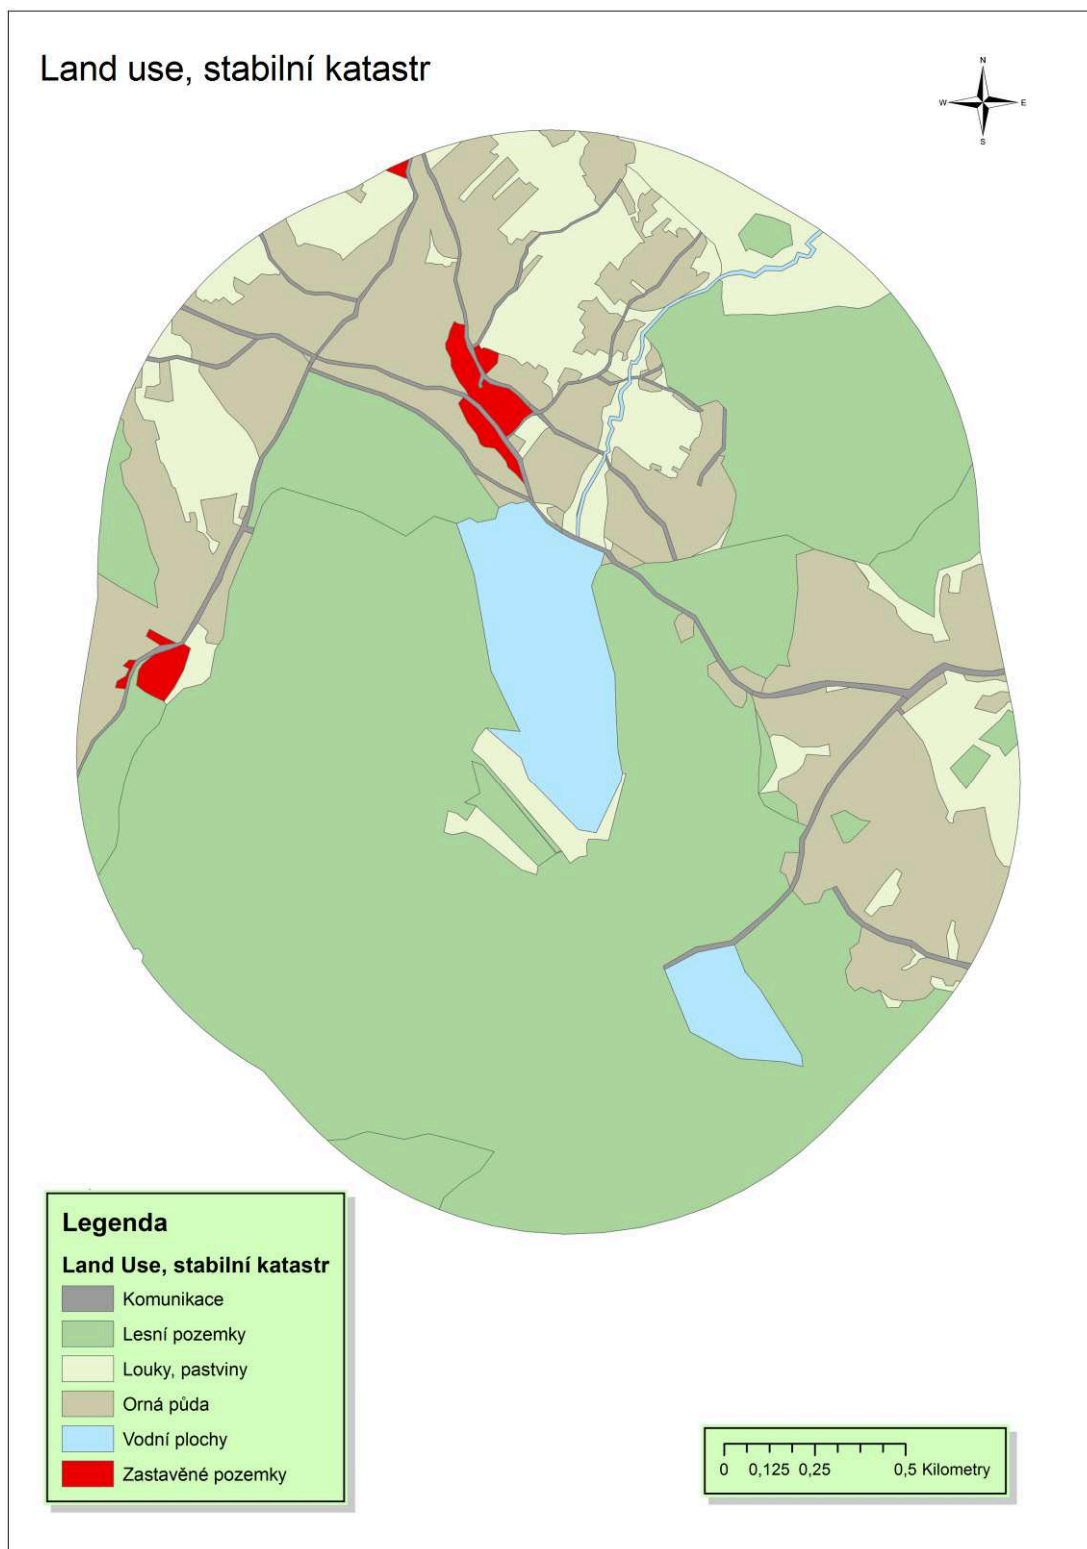 Land use, stabilní katastr
N
W E
S
Legenda
Land Use, stabilní katastr
Komunikace
Lesní pozemky
Louky, pastviny
Orná půda
Vodní plochy
Zastavěné pozemky
0 0,125 0,25 0,5 Kilometry